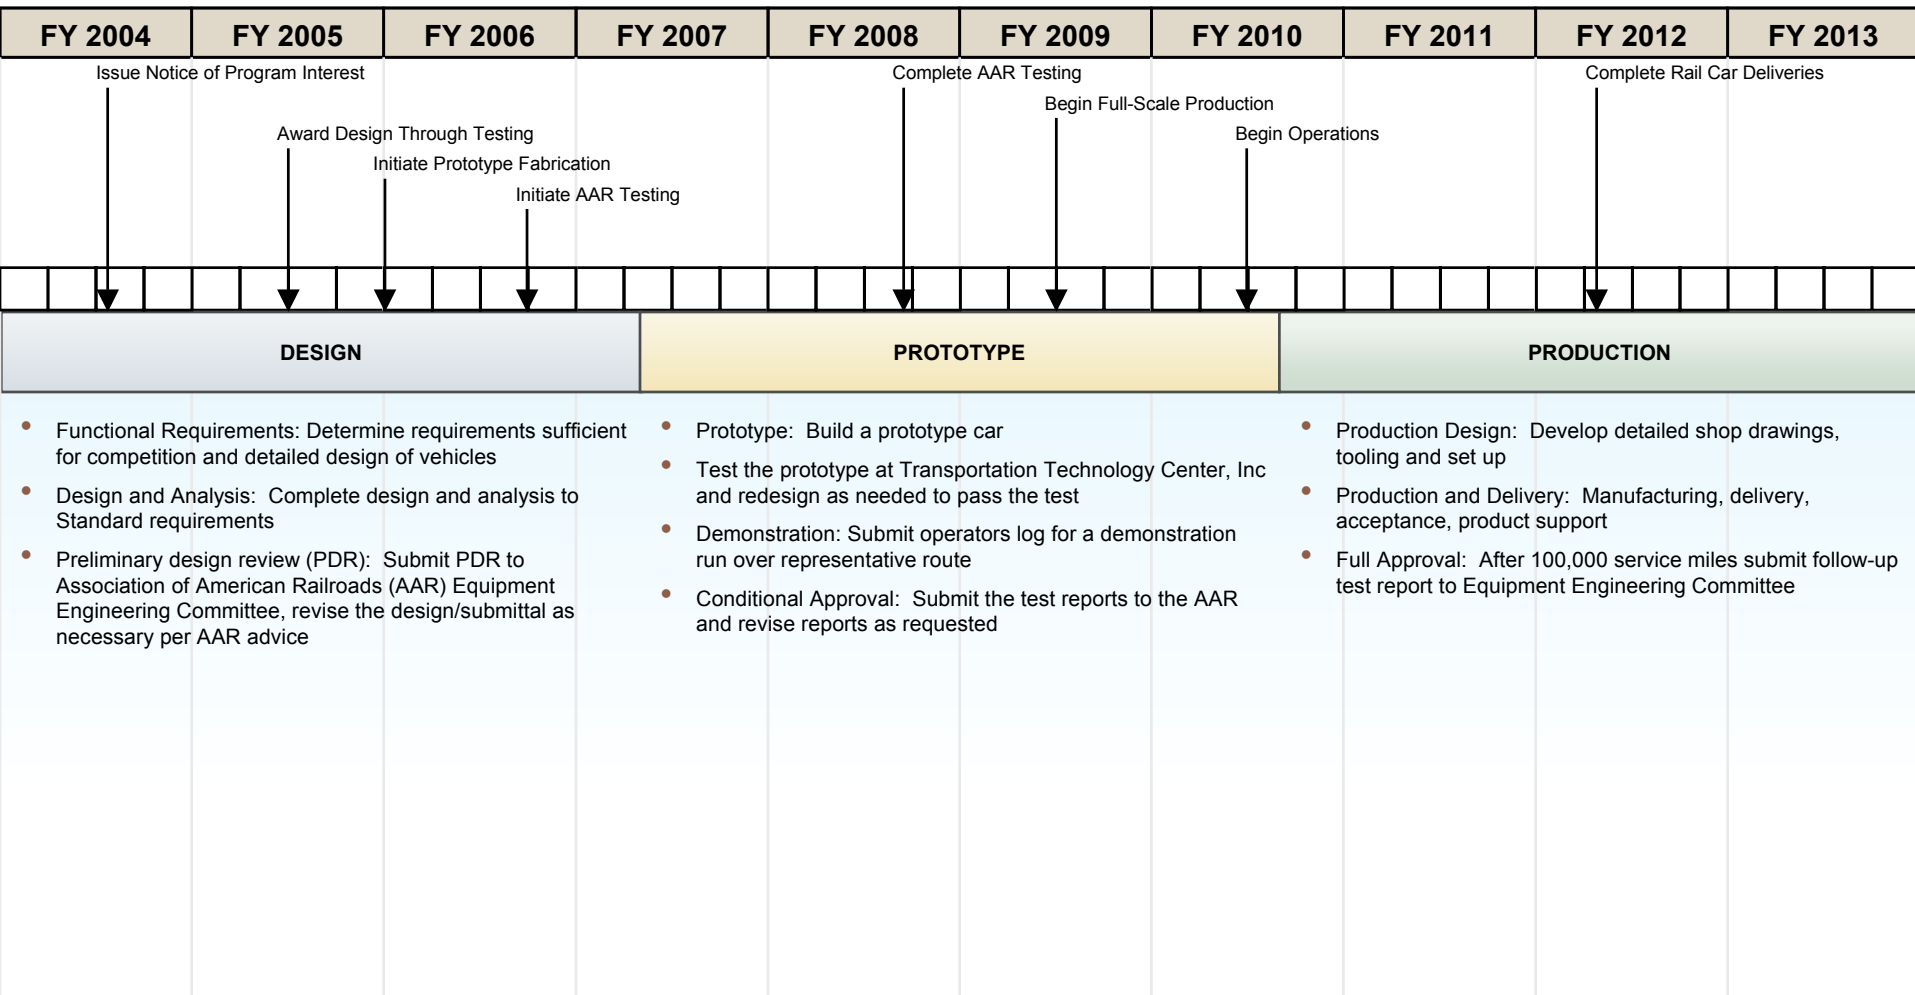 FY 2004 FY 2005 FY 2006 FY 2007 FY 2008 FY 2009 FY 2010 FY 2011 FY 2012 FY 2013
Issue Notice of Program Interest
Complete AAR Testing
Complete Rail Car Deliveries
Begin Full-Scale Production
Award Design Through Testing
Begin Operations
Initiate Prototype Fabrication
Initiate AAR Testing
DESIGN
PROTOTYPE
PRODUCTION
• Functional Requirements: Determine requirements sufficient
for competition and detailed design of vehicles
• Design and Analysis: Complete design and analysis to
Standard requirements
• Preliminary design review (PDR): Submit PDR to
Association of American Railroads (AAR) Equipment
Engineering Committee, revise the design/submittal as
necessary per AAR advice
• Prototype: Build a prototype car
• Test the prototype at Transportation Technology Center, Inc
and redesign as needed to pass the test
• Demonstration: Submit operators log for a demonstration
run over representative route
• Conditional Approval: Submit the test reports to the AAR
and revise reports as requested
• Production Design: Develop detailed shop drawings,
tooling and set up
• Production and Delivery: Manufacturing, delivery,
acceptance, product support
• Full Approval: After 100,000 service miles submit follow-up
test report to Equipment Engineering Committee